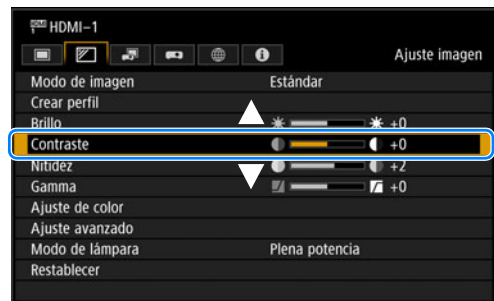 HDMI-1
Ajuste imagen
Modo de imagen Estándar
Crear perfil
Brillo +0
Contraste +0
Nitidez +2
Gamma +0
Ajuste de color
Ajuste avanzado
Modo de lámpara Plena potencia
Restablecer